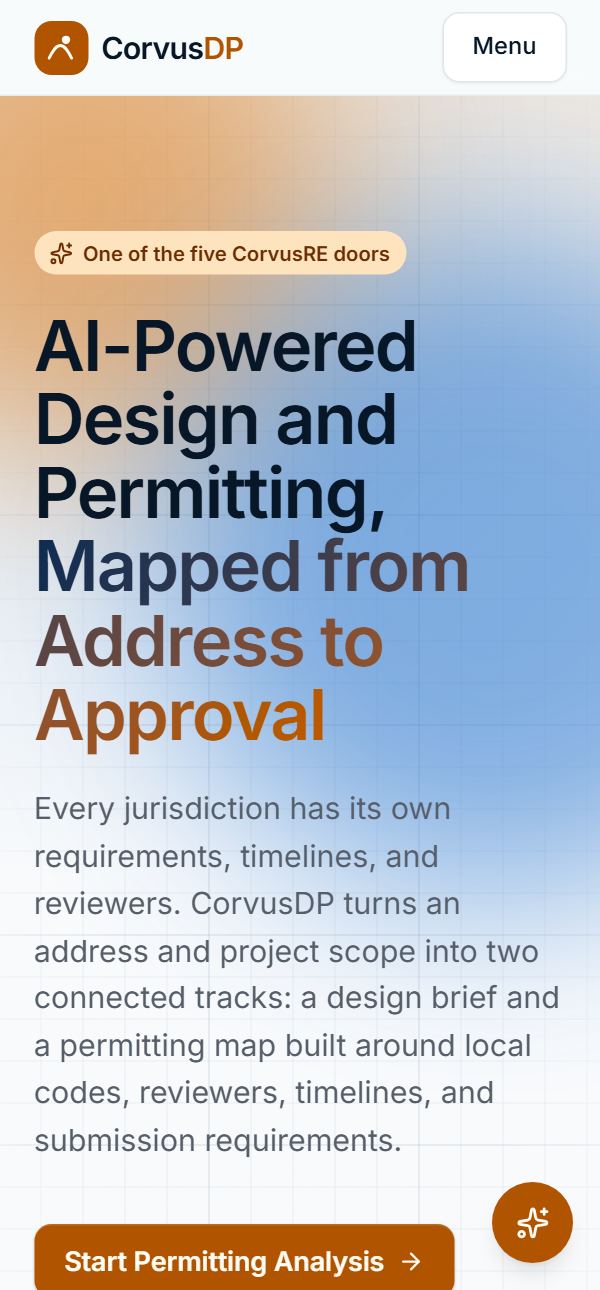 CorvusDP
Menu
One of the five CorvusRE doors
AI-Powered
Design and
Permitting,
Mapped from
Address to
Approval
Every jurisdiction has its own
requirements, timelines, and
reviewers. CorvusDP turns an
address and project scope into two
connected tracks: a design brief and
a permitting map built around local
codes, reviewers, timelines, and
submission requirements.
Start Permitting Analysis